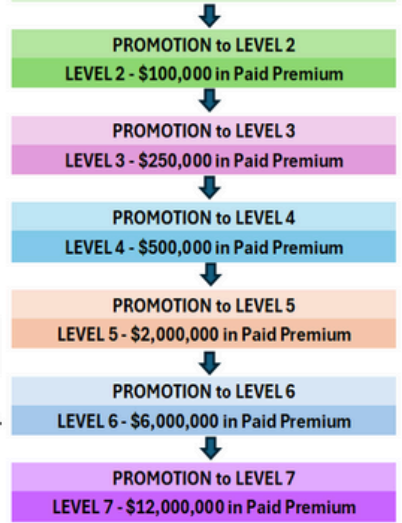 PROMOTION to LEVEL 2
LEVEL 2 - $100,000 in Paid Premium
PROMOTION to LEVEL 3
LEVEL 3 - $250,000 in Paid Premium
PROMOTION to LEVEL 4
LEVEL 4 - $500,000 in Paid Premium
PROMOTION to LEVEL 5
LEVEL 5 - $2,000,000 in Paid Premium
PROMOTION to LEVEL 6
LEVEL 6 - $6,000,000 in Paid Premium
PROMOTION to LEVEL 7
LEVEL 7 - $12,000,000 in Paid Premium